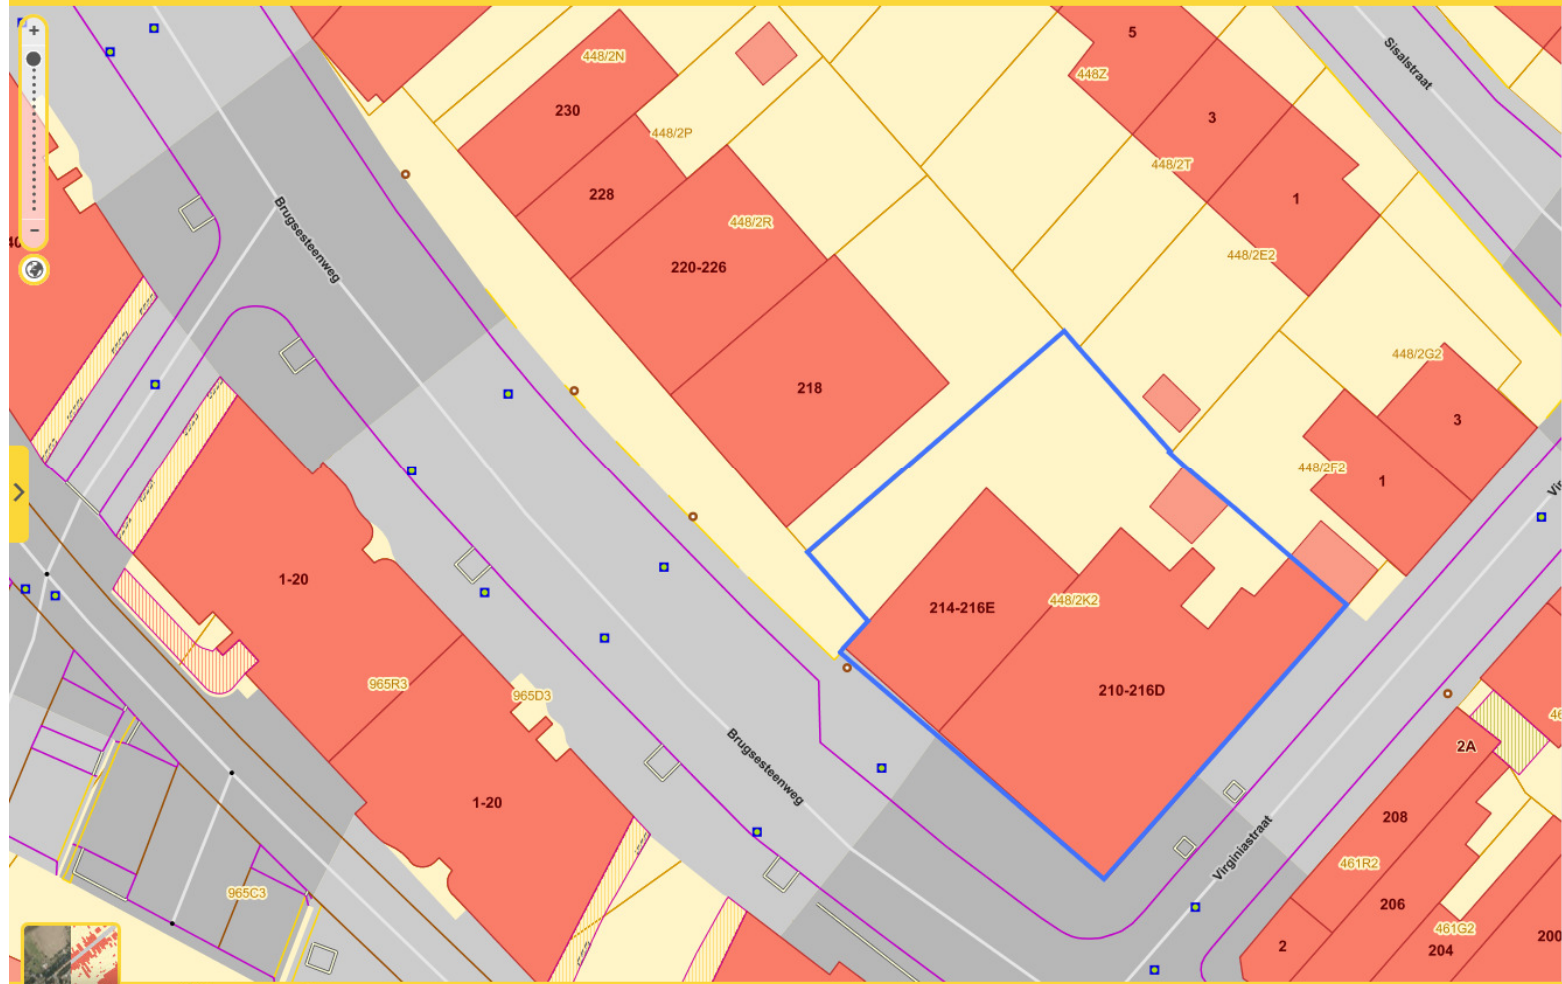 +
5
448/2N
Sisalstraat
448Z
230
3
448/2P
448/2T
228
1
Brugsesteenweg
448/2R
448/2E2
220-226
−
448/2G2
218
3
448/2F2
1
1-20
214-216E
448/2K2
965R3
965D3
210-216D
2A
Brugsesteenweg
1-20
208
Virginiastraat
461R2
965C3
206
461G2
2
204
200